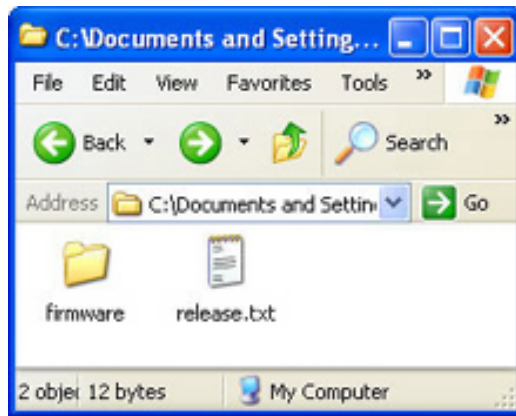 C:\Documents and Setting...
File Edit View Favorites Tools »
Back Search »
Address C:\Documents and Settin Go
firmware release.txt
2 objec 12 bytes My Computer